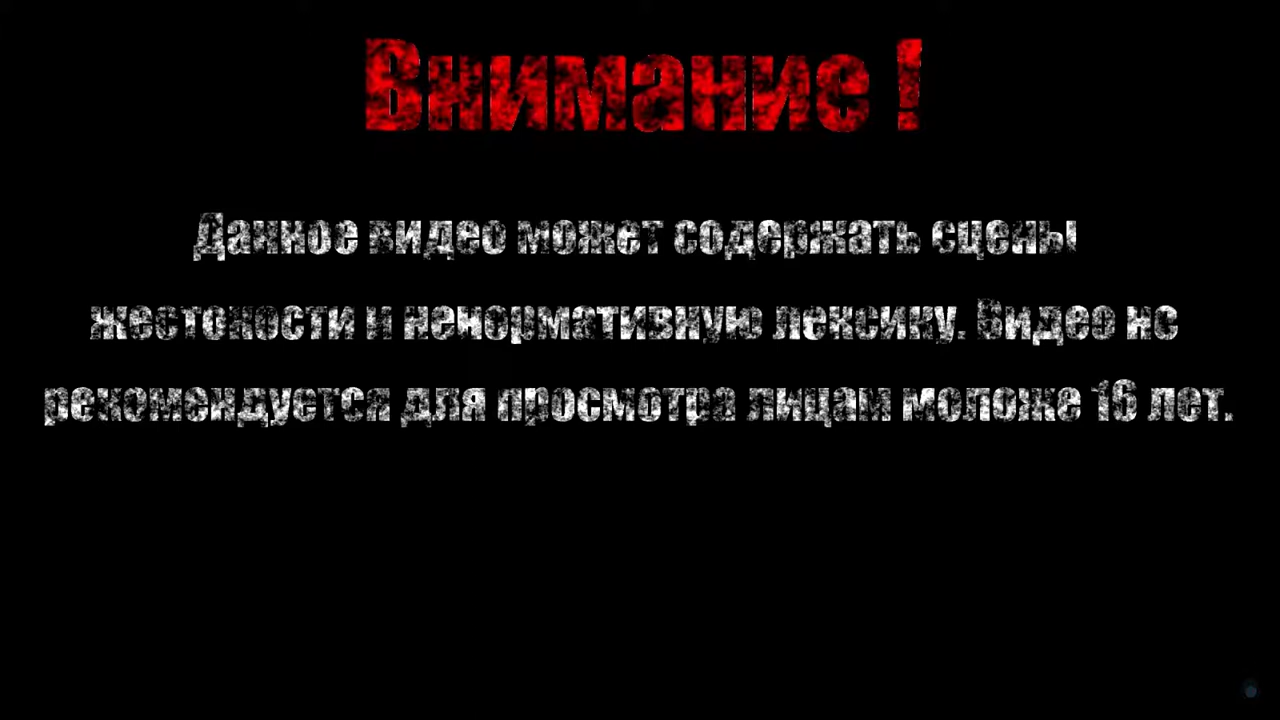 Внимание !
Данное видео может содержать сцены
жестокости и ненормативную лексику. Видео не
рекомендуется для просмотра лицам моложе 16 лет.